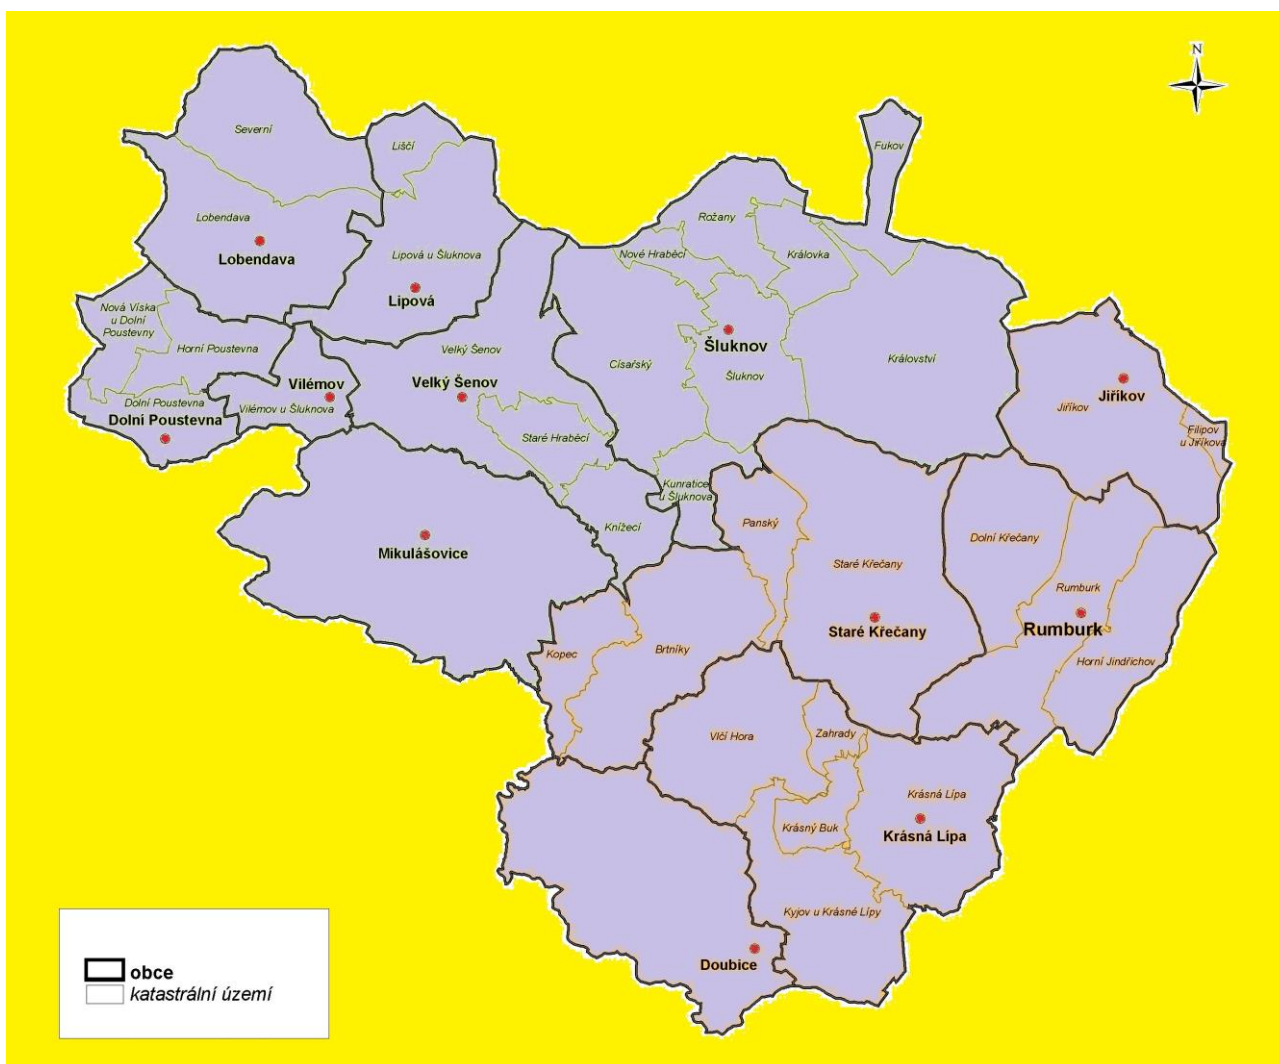 N
Severní
Liščí
Fukov
Lobendava
Lobendava
Rožany
Lipová u Šluknova
Nové Hraběcí
Královka
Lipová
Nová Víska
u Dolní
Poustevny
Horní Poustevna
Velký Šenov
Šluknov
Císařský
Šluknov
Království
Vilémov
Velký Šenov
Jiříkov
Jiříkov
Dolní Poustevna
Vilémov u Šluknova
Dolní Poustevna
Staré Hraběcí
Filipov
u Jiříkova
Kunratice
u Šluknova
Knížecí
Panský
Dolní Křečany
Mikulášovice
Staré Křečany
Rumburk
Staré Křečany
Rumburk
Kopec
Brtníky
Horní Jindřichov
Vlčí Hora
Zahrady
Krásná Lípa
Krásný Buk
Krásná Lípa
Kyjov u Krásné Lípy
Doubice
obce
katastrální území